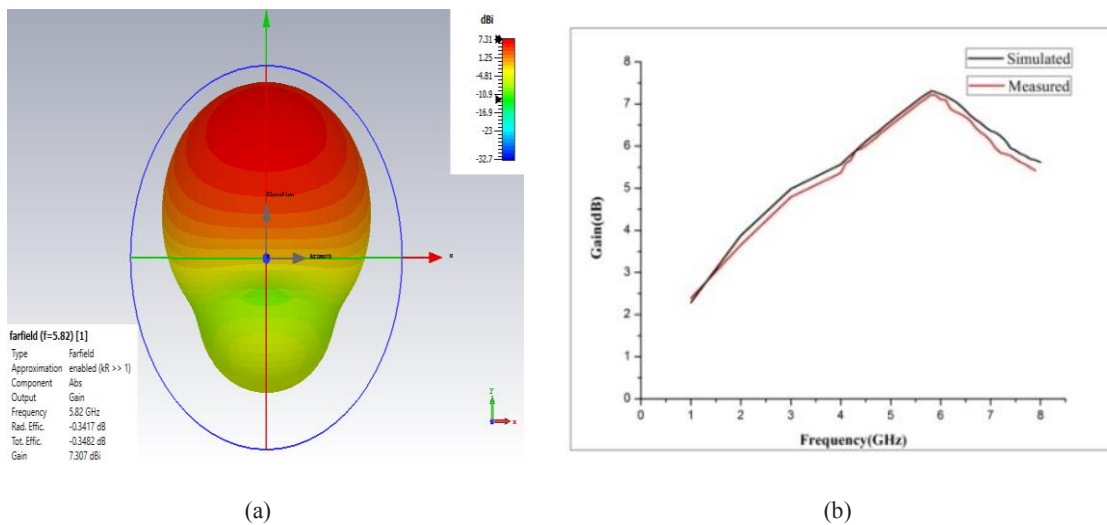 dBi
7.31
1.25
-4.81
-10.9
-16.9
-23
-32.7
Elevation
Azimuth
x
farfield (f=5.82) [1]
Type Farfield
Approximation enabled (kR >> 1)
Component Abs
Output Gain
Frequency 5.82 GHz
Rad. Effic. -0.3417 dB
Tot. Effic. -0.3482 dB
Gain 7.307 dBi
y
x
(a)
Simulated
Measured
8
7
6
5
4
3
2
1
0
Gain(dB)
0 1 2 3 4 5 6 7 8
Frequency(GHz)
(b)